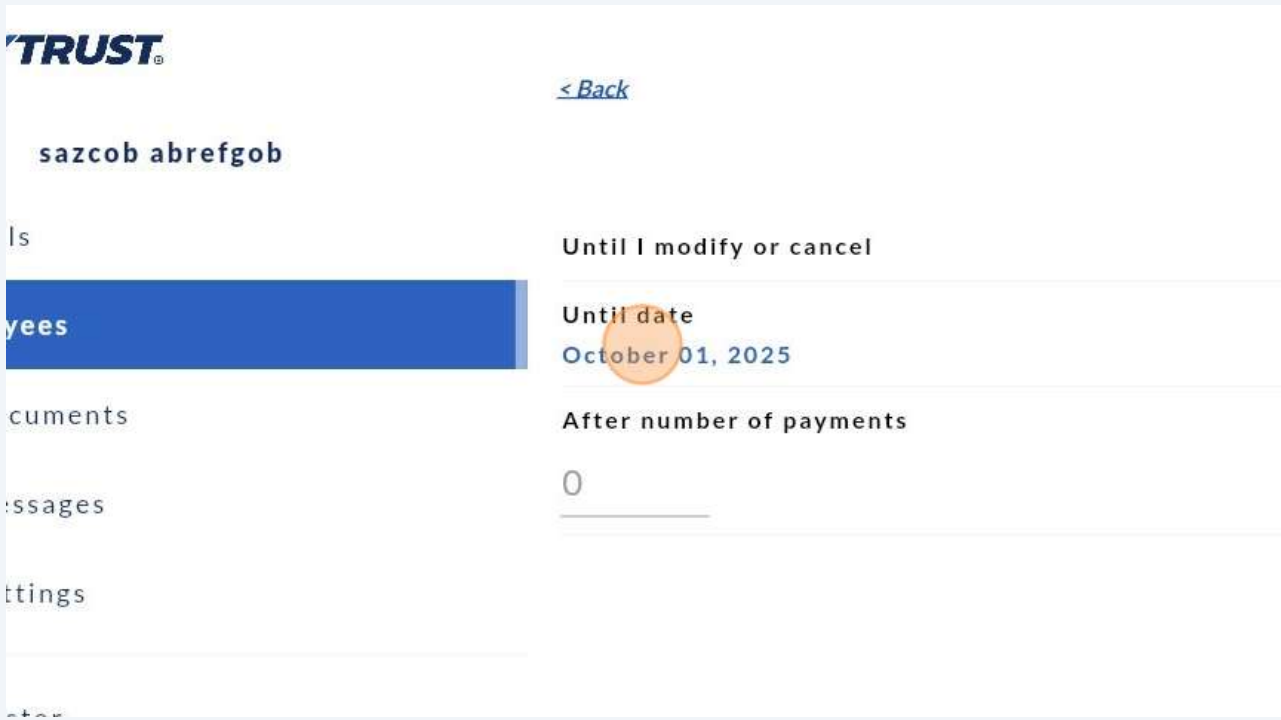 TRUST®
< Back
sazcob abrefgob
ls
yees
cuments
ssages
ttings
Until I modify or cancel
Until date
October 01, 2025
After number of payments
0